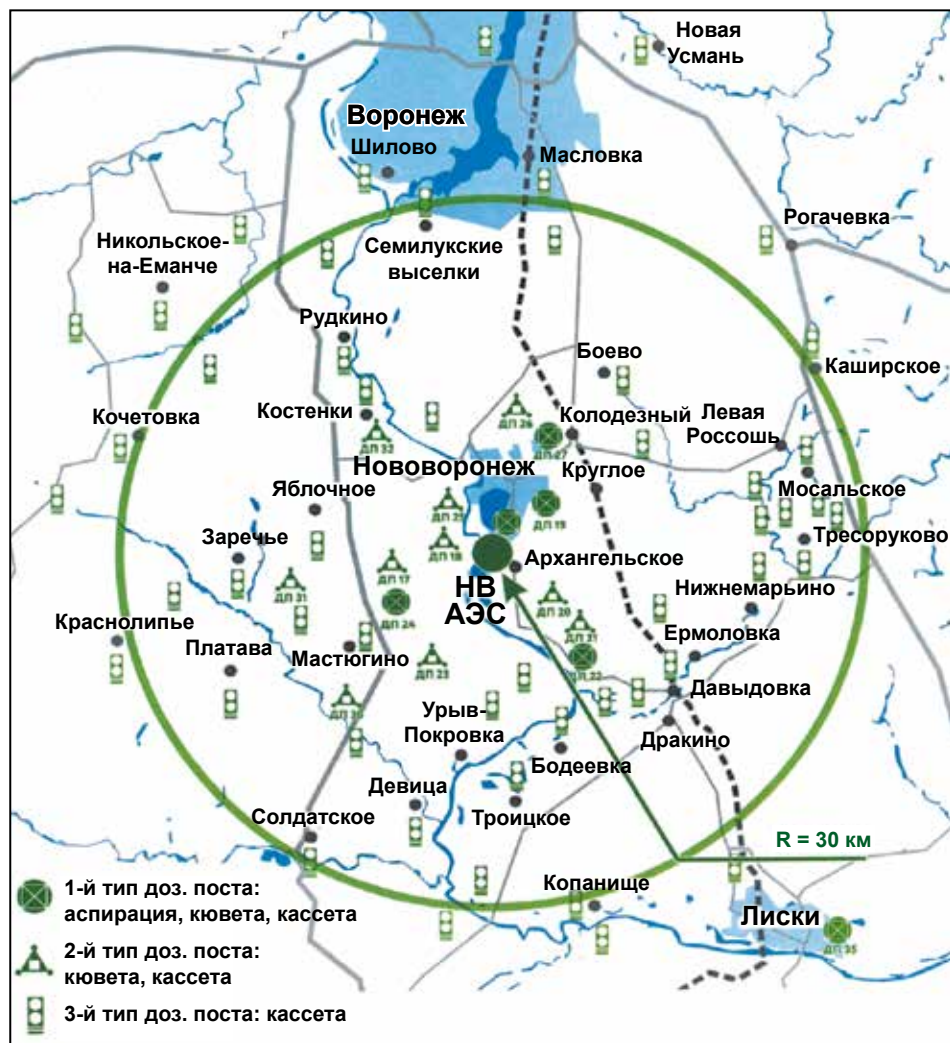 Новая
Усмань
Воронеж
Шилово
Масловка
Рогачевка
Никольское-
на-Еманче
Семилукские
выселки
Рудкино
Боево
Каширское
Кочетовка
Костенки
ДП 26
Колодезный
Левая
Россошь
ДП 32
ДП 27
Нововоронеж
Круглое
Яблочное
Мосальское
ДП 25
ДП 19
Заречье
ДП 18
Тресоруково
Архангельское
ДП 17
НВ
АЭС
Нижнемарьино
ДП 31
ДП 20
ДП 24
Краснолипье
ДП 21
Ермоловка
Платава
Мастюгино
ДП 23
ДП 22
Давыдовка
Урыв-
Покровка
Дракино
Бодеевка
Девица
Троицкое
Солдатское
R = 30 км
Копанище
Лиски
ДП 35
1-й тип доз. поста:
аспирация, кювета, кассета
2-й тип доз. поста:
кювета, кассета
3-й тип доз. поста: кассета